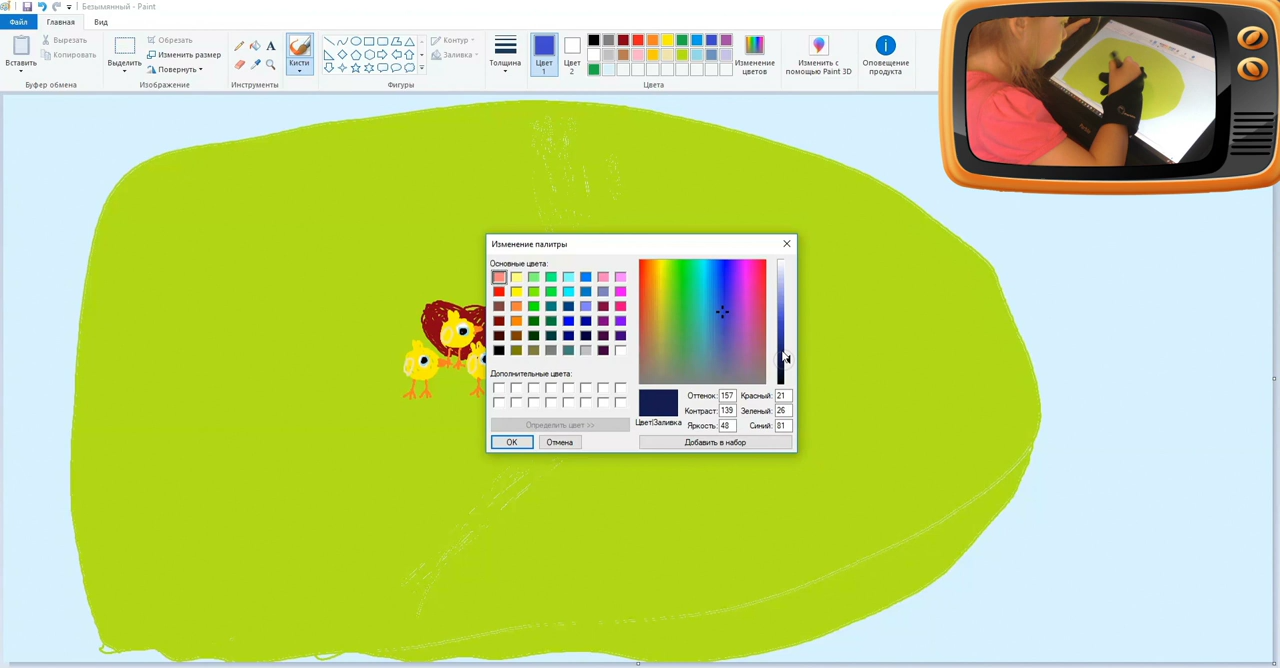 Безымянный - Paint
Файл
Главная
Вид
Вставить
Вырезать
Копировать
Буфер обмена
Выделить
Обрезать
Изменить размер
Повернуть
Изображение
A
Инструменты
Кисти
Контур
Заливка
Фигуры
Толщина
Цвет
1
Цвет
2
Изменение
цветов
Цвета
Изменить с
помощью Paint 3D
Оповещение
продукта
Изменение палитры
Основные цвета:
Дополнительные цвета:
Определить цвет >>
OK
Отмена
Цвет|Заливка
Оттенок: 157
Красный: 21
Контраст: 139
Зеленый: 26
Яркость: 48
Синий: 81
Добавить в набор